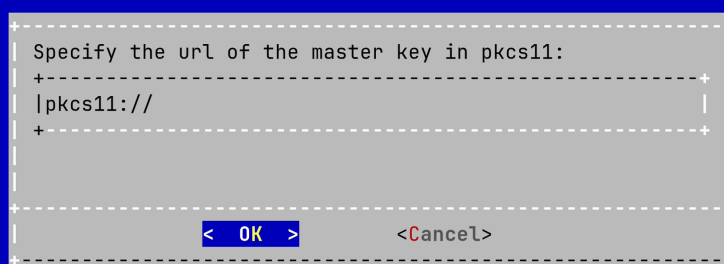 Specify the url of the master key in pkcs11:
pkcs11://
< OK > <Cancel>